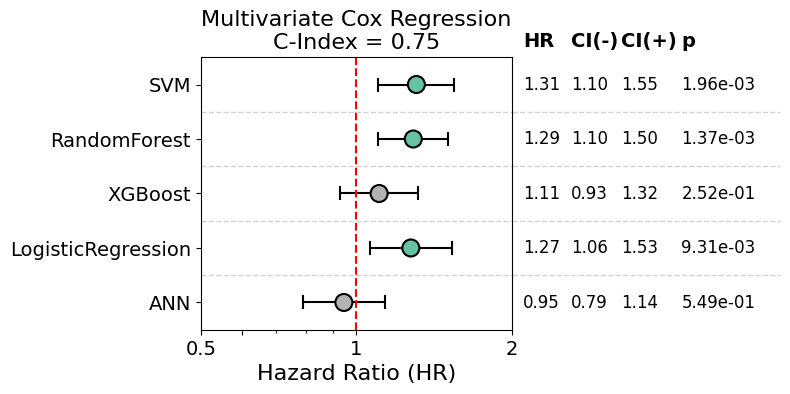 Multivariate Cox Regression
C-Index = 0.75
HR CI(-) CI(+) p
SVM 1.31 1.10 1.55 1.96e-03
RandomForest 1.29 1.10 1.50 1.37e-03
XGBoost 1.11 0.93 1.32 2.52e-01
LogisticRegression 1.27 1.06 1.53 9.31e-03
ANN 0.95 0.79 1.14 5.49e-01
0.5 1 2
Hazard Ratio (HR)